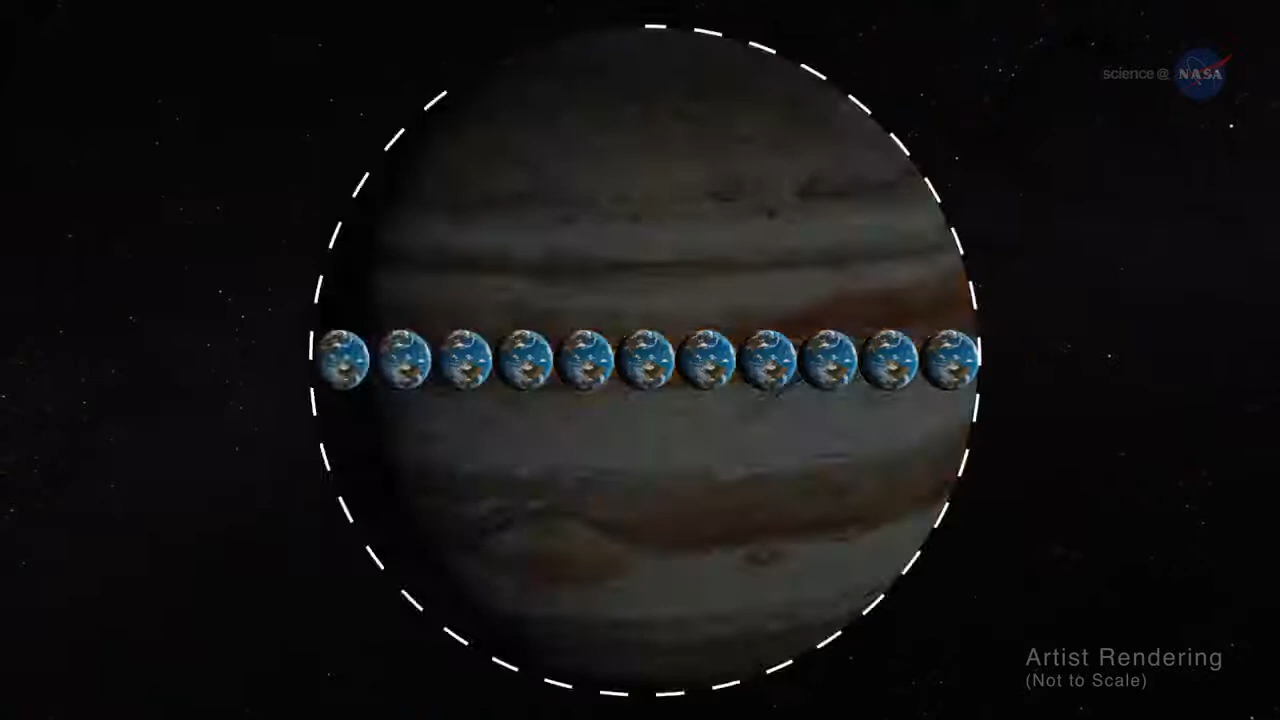 science@ NASA
Artist Rendering
(Not to Scale)